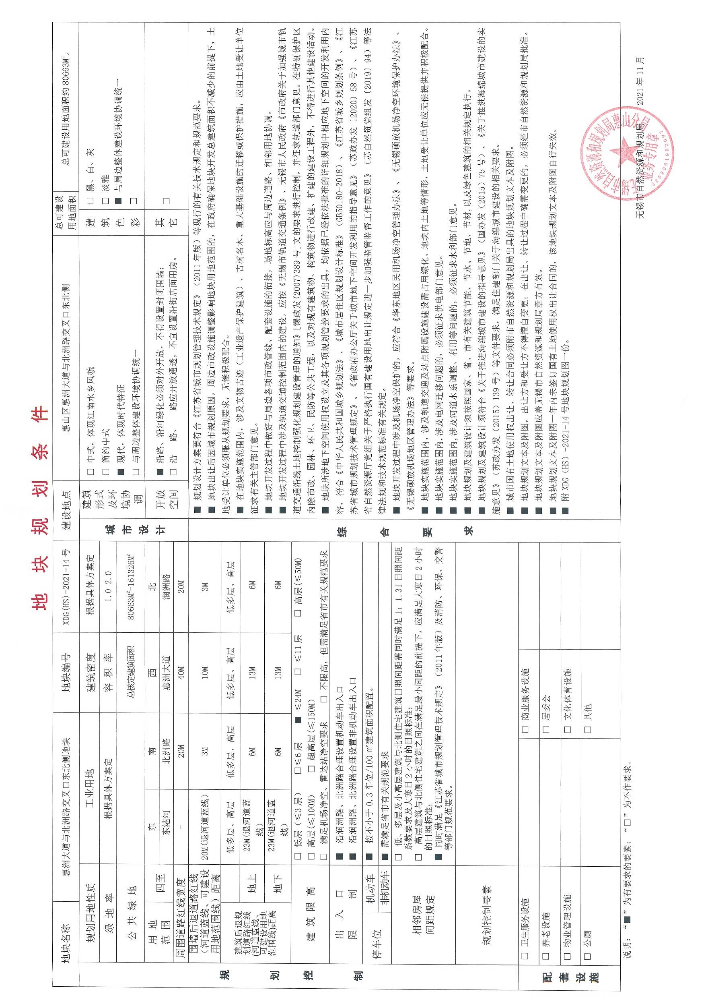 地块规划条件
地块名称 惠洲大道与北洲路交叉口东北侧地块 地块编号 XDG(HS)-2021-14号 建设地点 惠山区惠洲大道与北洲路交叉口东北侧 总可建设用地面积 总可建设用地面积约80663M²。
规划控制
规划用地性质 工业用地 建筑密度 根据具体方案定
绿地率 根据具体方案定 容积率 1.0-2.0
公共绿地 总核定建筑面积 80663M²-161326M²
用地范围 四至 东 南 西 北
东港河 北洲路 惠洲大道 润洲路
周围道路红线宽度 - 20M 40M 20M
围墙后退道路红线(河道蓝线、可建设用地范围线)距离 20M(退河道蓝线) 3M 10M 3M
建筑后退规划道路红线(河道蓝线、可建设用地范围线)距离 低多层、高层 低多层、高层 低多层、高层 低多层、高层
地上 23M(退河道蓝线) 6M 13M 6M
地下 23M(退河道蓝线) 6M 13M 6M
建筑限高
□ 低层(≤3层) □≤6层 ■ ≤24M □ ≤11层 □ 高层(≤50M)
□ 高层(≤100M) □ 超高层(≤150M)
□ 满足机场净空、雷达站净空要求 □ 不限高,但需满足省市有关规范要求
出入口限制
■ 沿润洲路、北洲路合理设置机动车出入口
■ 沿润洲路、北洲路合理设置非机动车出入口
停车位 机动车 ■ 按不小于0.3车位/100㎡建筑面积配置。
非机动车 ■ 需满足省市有关规范要求
相邻房屋间距规定
□ 低、多层及小高层建筑与北侧住宅建筑日照间距需同时满足1:1.31日照间距
系数要求及大寒日2小时的日照标准;
□ 高层建筑与北侧住宅建筑之间在满足最小间距的前提下,应满足大寒日2小时
的日照标准;
■ 同时满足《江苏省城市规划管理技术规定》(2011年版)及消防、环保、交警
等部门规范要求。
规划控制要素
配套设施
□ 卫生服务设施 □ 商业服务设施
□ 养老设施 □ 居委会
□ 物业管理设施 □ 文化体育设施
□ 公厕 □ 其他
城市设计
建筑形式及环境协调
□ 中式,体现江南水乡风貌
□ 简约中式
■ 现代,体现时代特征
□ 与周边整体建设环境协调统一
建筑色彩
□ 黑、白、灰
□ 淡雅
■ 与周边整体建设环境协调统一
□
开放空间
■ 沿路、沿河绿化必须对外开放,不得设置封闭围墙;
□ 沿 路、 路应开放通透,不宜设置沿街店面用房。
其它 □
综合要求
■ 规划设计方案要符合《江苏省城市规划管理技术规定》(2011年版)等现行的有关技术规定和规范要求。
■ 地块出让后因城市规划原因,周边市政设施调整影响地块用地范围的,在政府确保地块开发总建筑面积不减少的前提下,土
地受让单位必须服从规划要求,无偿积极配合。
■ 在地块实施范围内,涉及文物古迹(工业遗产保护建筑)、古树名木、重大基础设施的迁移或保护措施,应由土地受让单位
征求有关主管部门意见。
■ 地块开发过程中做好与周边各项市政管线、配套设施的衔接,场地标高应与周边道路、相邻用地协调。
■ 地块开发过程中涉及轨道交通控制范围内的建设,应按《无锡市轨道交通条例》、无锡市人民政府《市政府关于加强城市轨
道交通沿线土地控制强化规划建设管理的通知》[锡政发(2007)389号]文的要求进行控制,并征求轨道部门意见。在特别保护区
内除市政、园林、环卫、民防等公共工程,以及对现有建筑物、构筑物进行改建、扩建的建设工程外,不得进行其他建设活动。
■ 地块所涉地下空间使用权设立及其各项规划管控要求的出具,均依据已经依法批准的详细规划中相应地下空间的开发利用内
容,符合《中华人民共和国城乡规划法》、《城市居住区规划设计标准》(GB50180-2018)、《江苏省城乡规划条例》、《江
苏省城市规划技术管理规定》、《省政府办公厅关于城市地下空间开发利用的指导意见》(苏政办发〔2020〕58号)、《江苏
省自然资源厅党组关于严格执行国有建设用地出让规定进一步加强监管监督工作的意见》(苏自然资党组发〔2019〕94)等法
律法规和技术规范标准有关规定。
■ 地块开发过程中涉及机场净空保护的,应符合《华东地区民用机场净空管理办法》、《无锡硕放机场净空环境保护办法》、
《无锡硕放机场地区管理办法》等要求。
■ 地块实施范围内,涉及轨道交通及站点附属设施建设需占用绿化、地块内土地等情形,土地受让单位应无偿提供并积极配合。
■ 地块实施范围内,涉及电网迁移问题的,必须征求供电部门意见。
■ 地块实施范围内,涉及河道水系调整、利用等问题的,必须征求水利部门意见。
■ 地块规划及建筑设计须按照国家、省、市有关建筑节能、节水、节地、节材,以及绿色建筑的相关规定执行。
■ 地块规划及建筑设计须符合《关于推进海绵城市建设的指导意见》(国办发(2015)75号)、《关于推进海绵城市建设的实
施意见》(苏政办发(2015)139号)等文件要求,满足住建部门关于海绵城市建设的相关要求。
■ 城市国有土地使用权出让、转让合同必须附市自然资源和规划局出具的地块规划文本及附图。
■ 地块规划文本及附图,出让方和受让方不得擅自变更;在出让、转让过程中确需变更的,必须经市自然资源和规划局批准。
■ 地块规划文本及附图应盖无锡市自然资源和规划局章方有效。
■ 地块规划文本及附图一年内未签订国有土地使用权出让合同的,该地块规划文本及附图自行失效。
■ 附XDG(HS)-2021-14号地块规划图一份。
说明:“■”为有要求的要素;“□”为不作要求。
无锡市自然资源和规划局 2021年11月
无锡市自然资源和规划局惠山分局
业务专用章